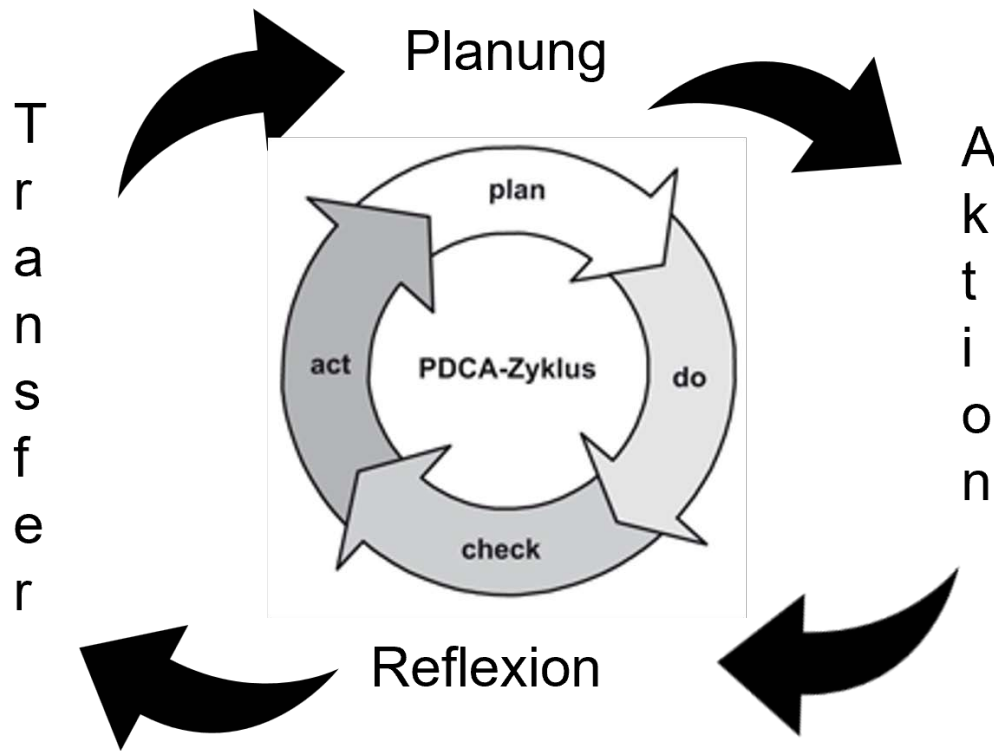 Planung
Transfer
Aktion
plan
act
PDCA-Zyklus
do
check
Reflexion